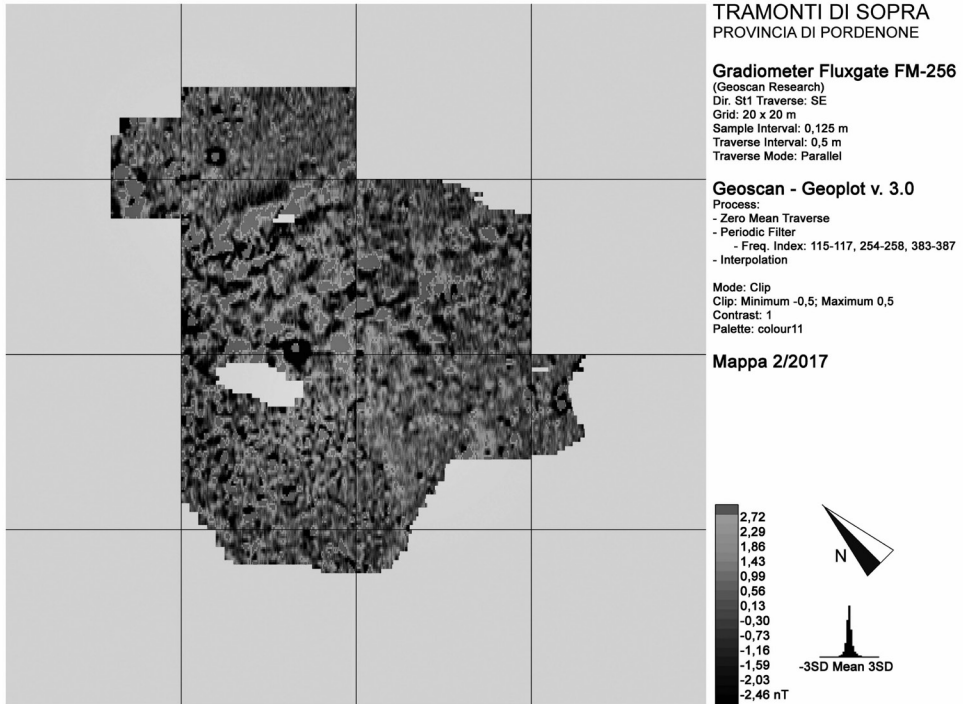 TRAMONTI DI SOPRA
PROVINCIA DI PORDENONE
Gradiometer Fluxgate FM-256
(Geoscan Research)
Dir. St1 Traverse: SE
Grid: 20 x 20 m
Sample Interval: 0,125 m
Traverse Interval: 0,5 m
Traverse Mode: Parallel
Geoscan - Geoplot v. 3.0
Process:
- Zero Mean Traverse
- Periodic Filter
- Freq. Index: 115-117, 254-258, 383-387
- Interpolation
Mode: Clip
Clip: Minimum -0,5; Maximum 0,5
Contrast: 1
Palette: colour11
Mappa 2/2017
2,72
2,29
1,86
1,43
0,99
0,56
0,13
-0,30
-0,73
-1,16
-1,59
-2,03
-2,46 nT
N
-3SD Mean 3SD